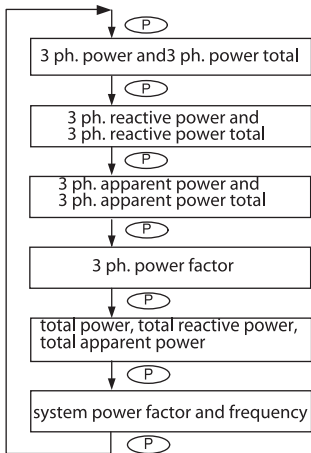 P
3 ph. power and3 ph. power total
P
3 ph. reactive power and
3 ph. reactive power total
P
3 ph. apparent power and
3 ph. apparent power total
P
3 ph. power factor
P
total power, total reactive power,
total apparent power
P
system power factor and frequency
P